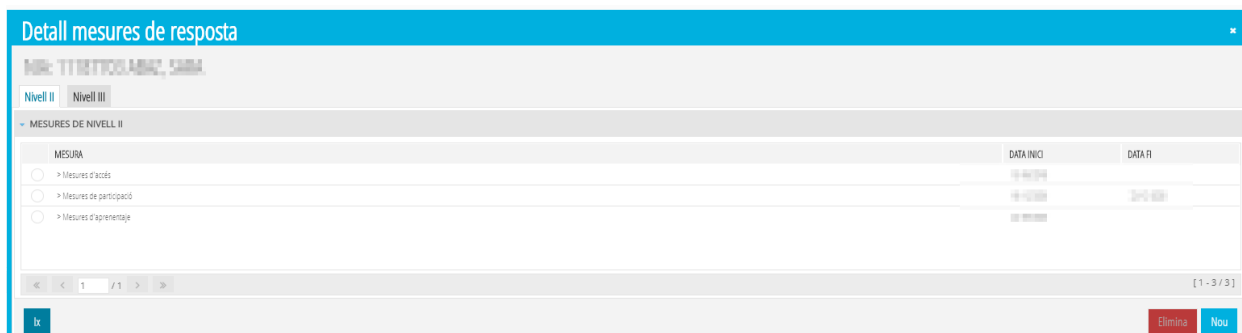 Detall mesures de resposta
Nivell II Nivell III
MESURES DE NIVELL II
MESURA DATA INICI DATA FI
> Mesures d'accés
> Mesures de participació
> Mesures d'aprenentaje
1 / 1 [ 1 - 3 / 3 ]
Ix Elimina Nou